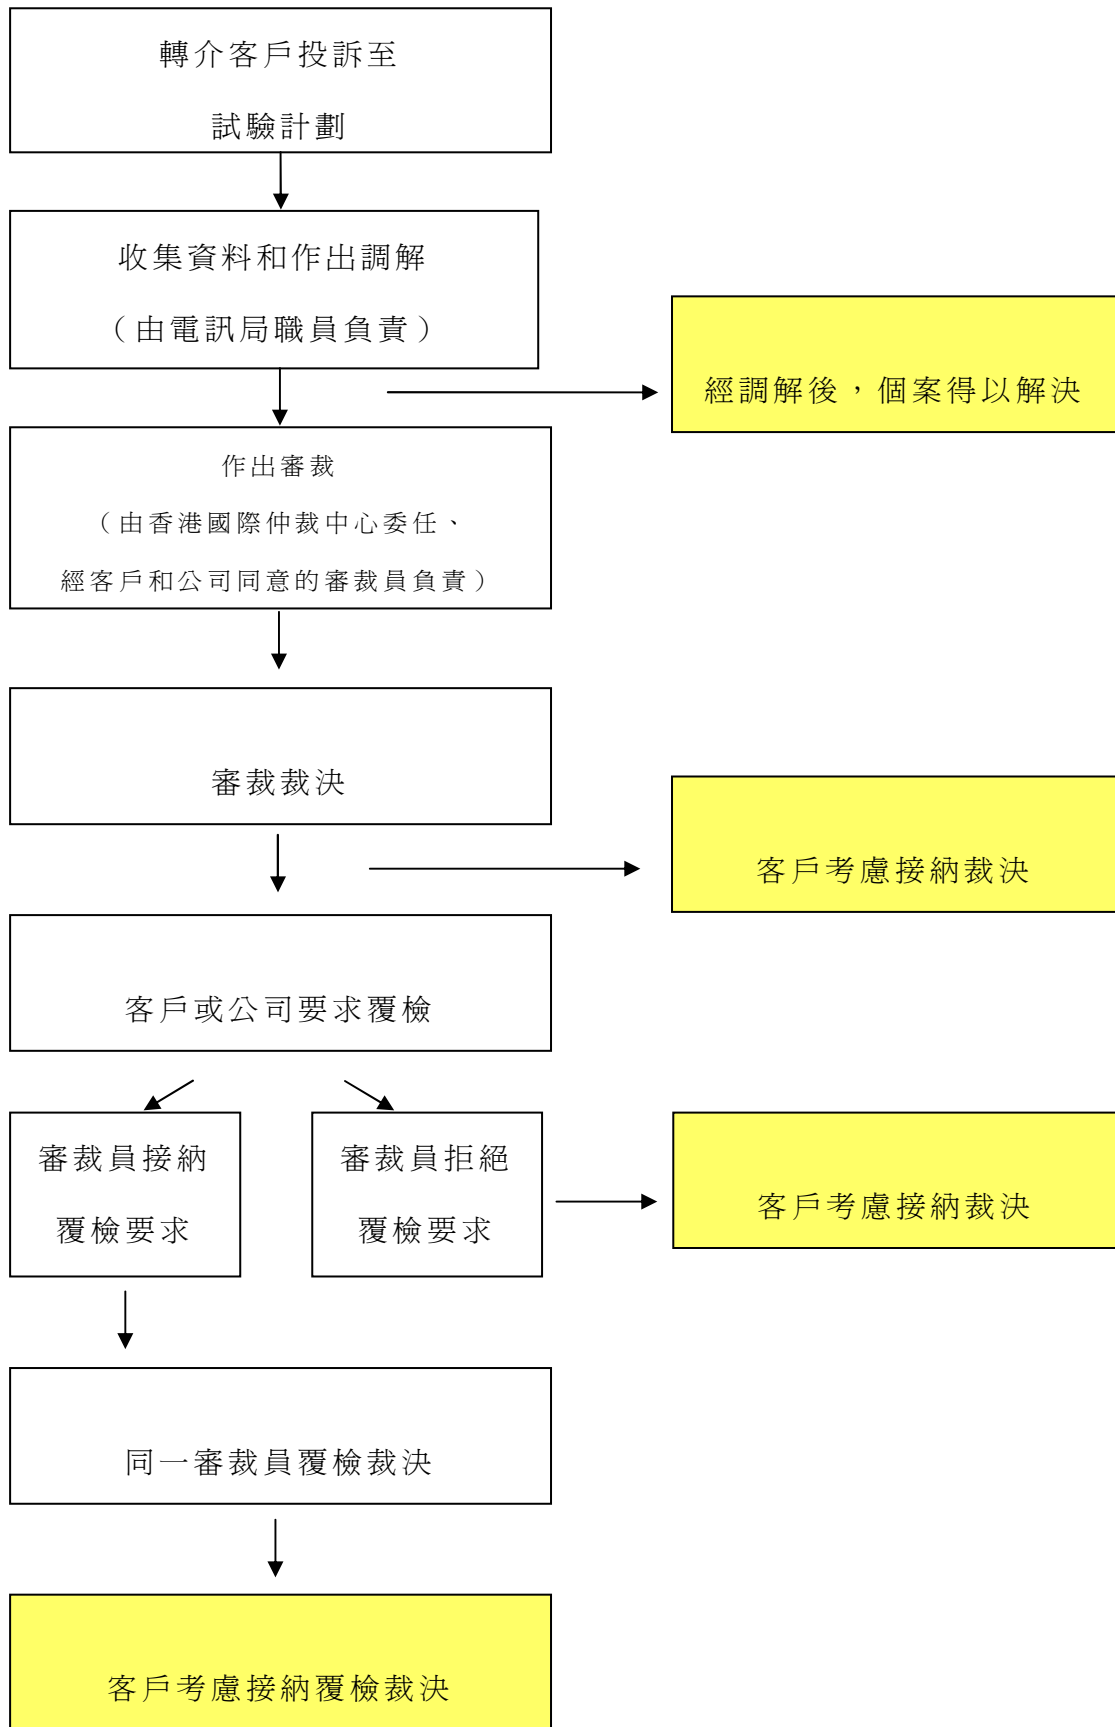 轉介客戶投訴至
試驗計劃
收集資料和作出調解
（由電訊局職員負責）
經調解後，個案得以解決
作出審裁
（由香港國際仲裁中心委任、
經客戶和公司同意的審裁員負責）
審裁裁決
客戶考慮接納裁決
客戶或公司要求覆檢
審裁員接納
覆檢要求
審裁員拒絕
覆檢要求
客戶考慮接納裁決
同一審裁員覆檢裁決
客戶考慮接納覆檢裁決